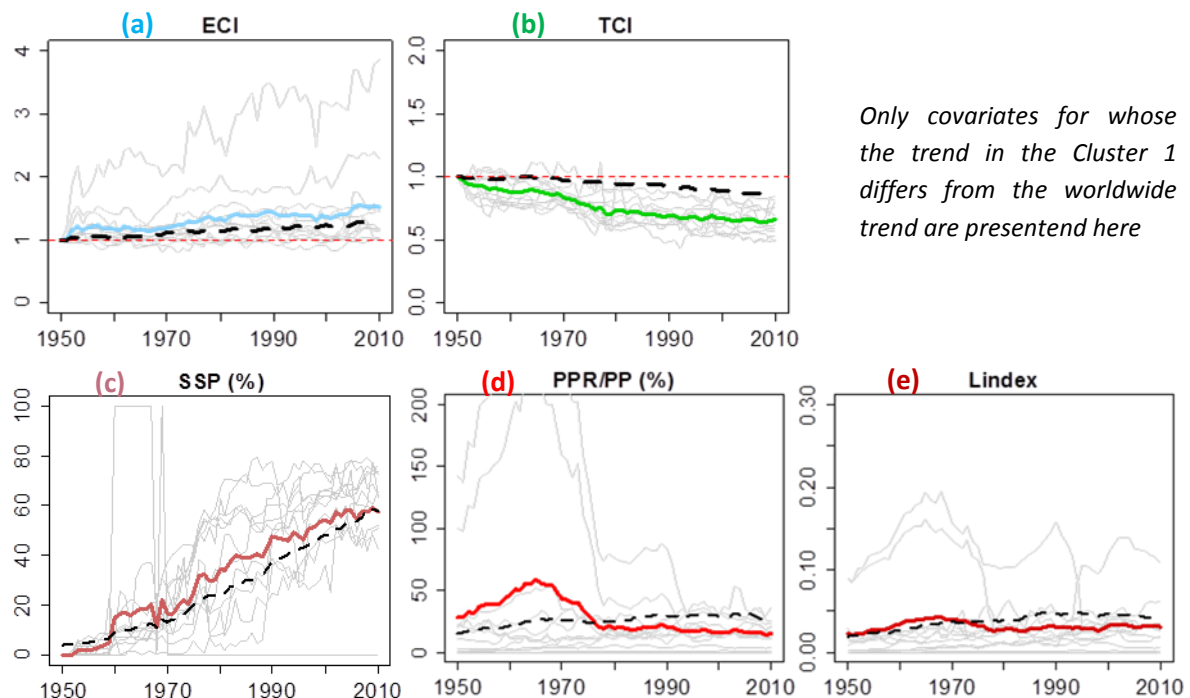 (a) ECI
(b) TCI
4
3
2
1
0
1950 1970 1990 2010
2.0
1.5
1.0
0.5
0.0
1950 1970 1990 2010
Only covariates for whose
the trend in the Cluster 1
differs from the worldwide
trend are presentend here
(c) SSP (%)
(d) PPR/PP (%)
(e) Lindex
100
80
60
40
20
0
1950 1970 1990 2010
200
150
100
50
0
1950 1970 1990 2010
0.30
0.20
0.10
0.00
1950 1970 1990 2010